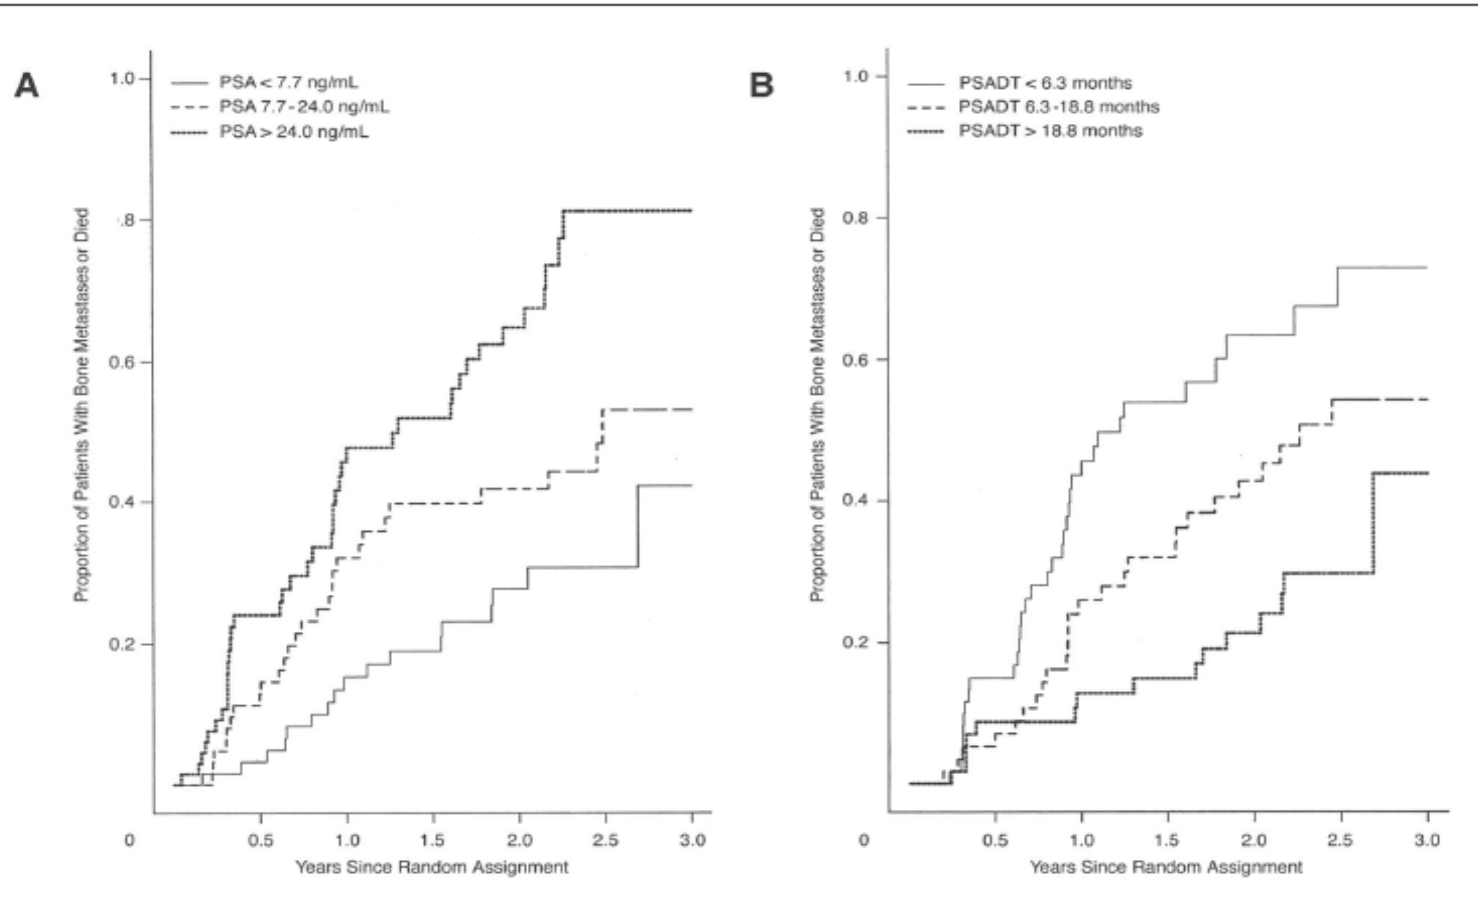 A
1.0
PSA < 7.7 ng/mL
PSA 7.7-24.0 ng/mL
PSA > 24.0 ng/mL
.8
0.6
0.4
0.2
Proportion of Patients With Bone Metastases or Died
0 0.5 1.0 1.5 2.0 2.5 3.0
Years Since Random Assignment
B
1.0
PSADT < 6.3 months
PSADT 6.3-18.8 months
PSADT > 18.8 months
0.8
0.6
0.4
0.2
Proportion of Patients With Bone Metastases or Died
0 0.5 1.0 1.5 2.0 2.5 3.0
Years Since Random Assignment